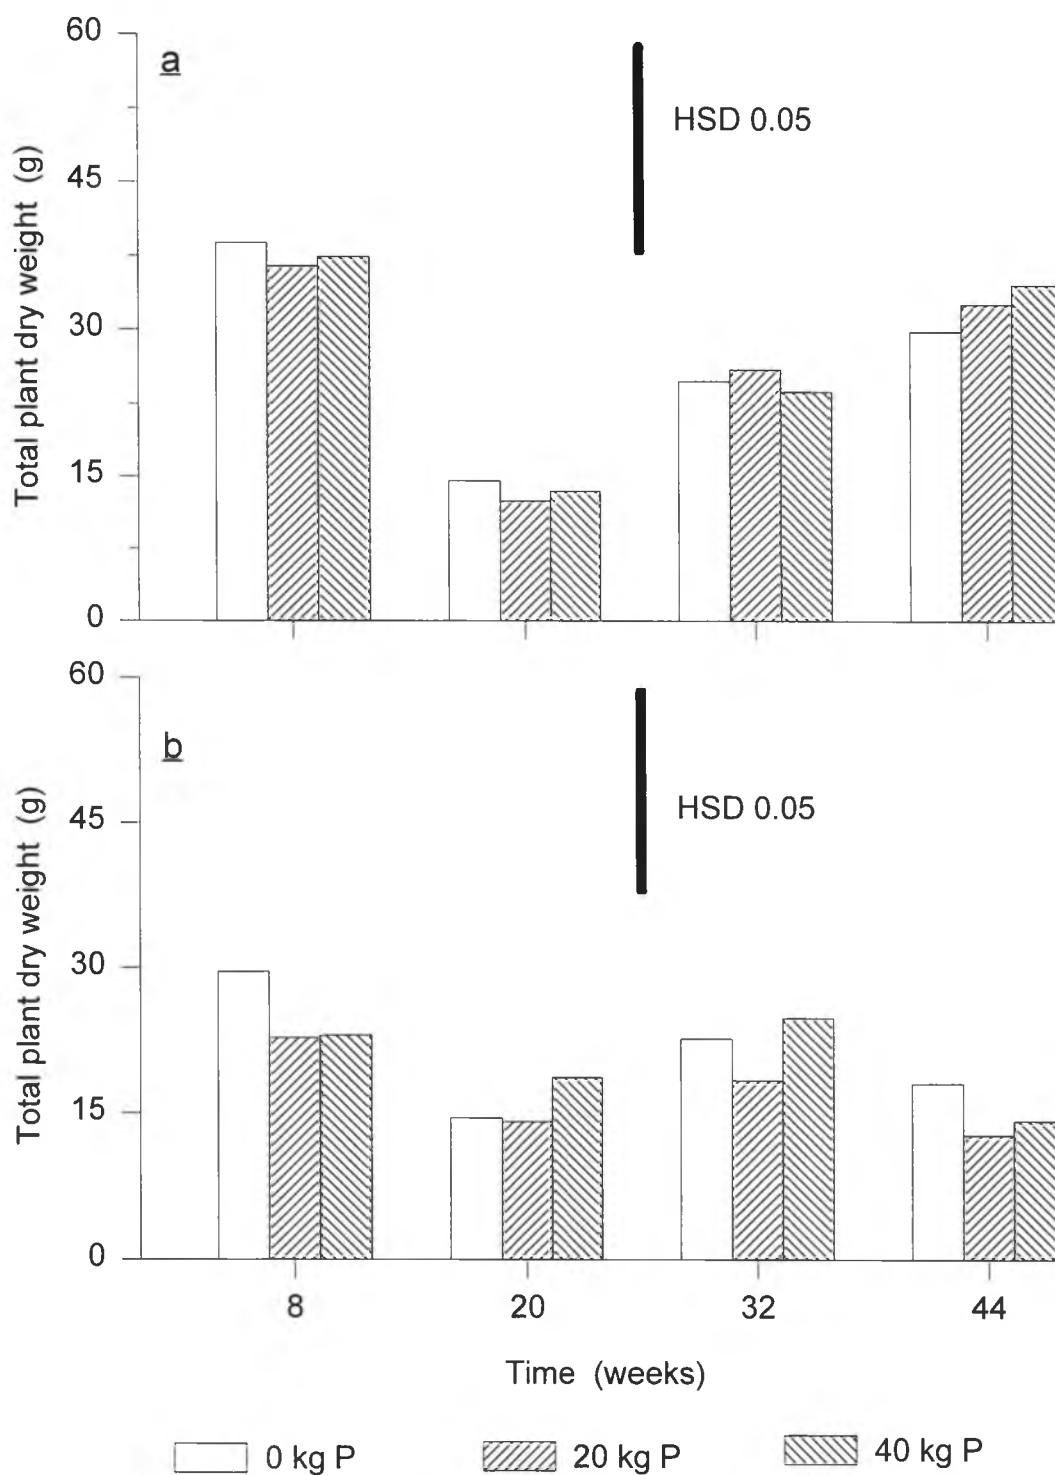 60
a
HSD 0.05
45
Total plant dry weight (g)
30
15
0
60
b
45
HSD 0.05
Total plant dry weight (g)
30
15
0
8 20 32 44
Time (weeks)
0 kg P 20 kg P 40 kg P